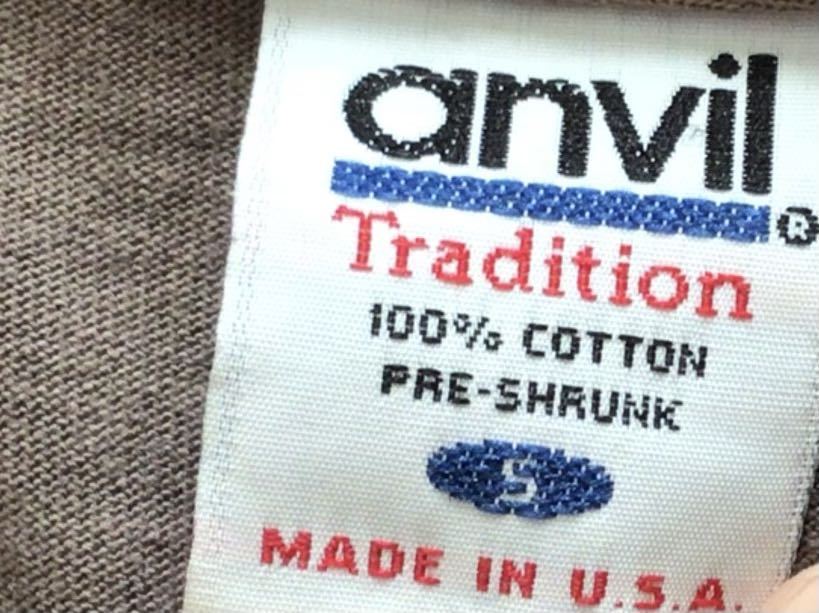 anvil®
Tradition
100% COTTON
PRE-SHRUNK
S
MADE IN U.S.A.